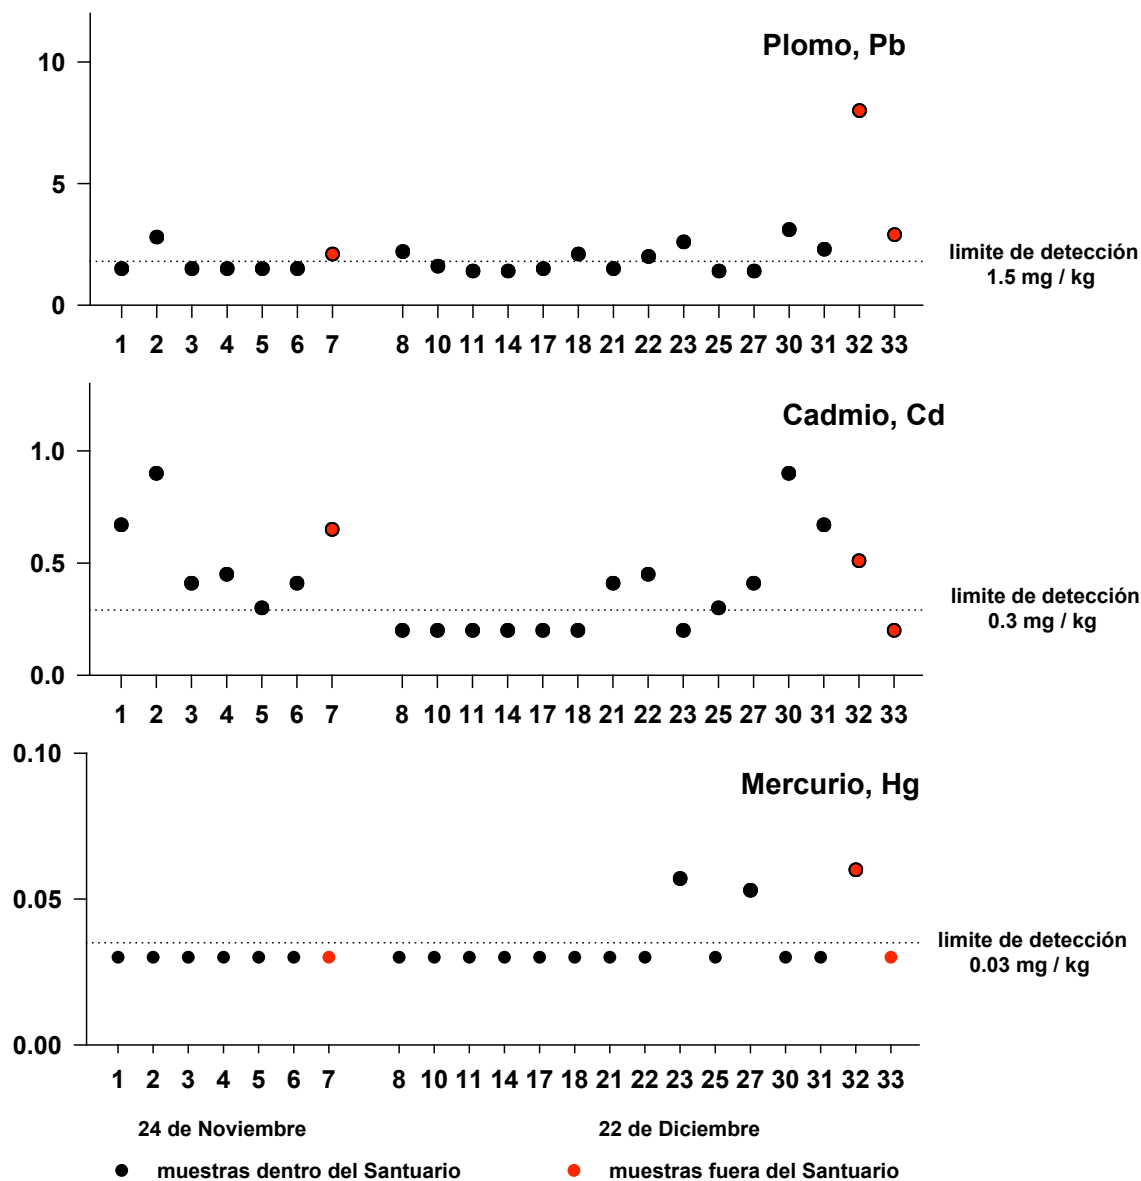 Plomo, Pb
10
5
0
limite de detección
1.5 mg / kg
1 2 3 4 5 6 7 8 10 11 14 17 18 21 22 23 25 27 30 31 32 33
Cadmio, Cd
1.0
0.5
0.0
limite de detección
0.3 mg / kg
1 2 3 4 5 6 7 8 10 11 14 17 18 21 22 23 25 27 30 31 32 33
0.10
Mercurio, Hg
0.05
0.00
limite de detección
0.03 mg / kg
1 2 3 4 5 6 7 8 10 11 14 17 18 21 22 23 25 27 30 31 32 33
24 de Noviembre 22 de Diciembre
muestras dentro del Santuario muestras fuera del Santuario